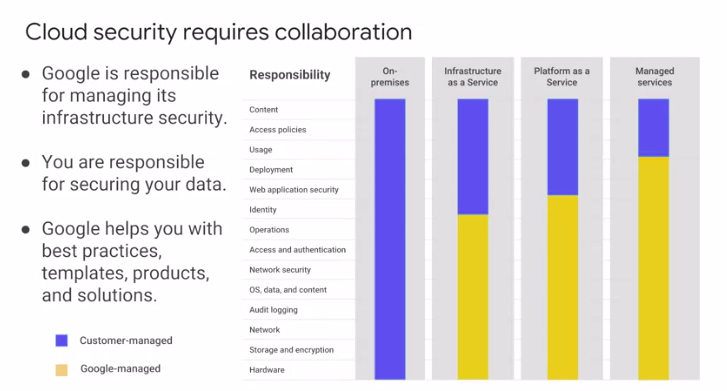 Cloud security requires collaboration
● Google is responsible
for managing its
infrastructure security.
● You are responsible
for securing your data.
● Google helps you with
best practices,
templates, products,
and solutions.
Customer-managed
Google-managed
Responsibility
On-
premises
Infrastructure
as a Service
Platform as a
Service
Managed
services
Content
Access policies
Usage
Deployment
Web application security
Identity
Operations
Access and authentication
Network security
OS, data, and content
Audit logging
Network
Storage and encryption
Hardware